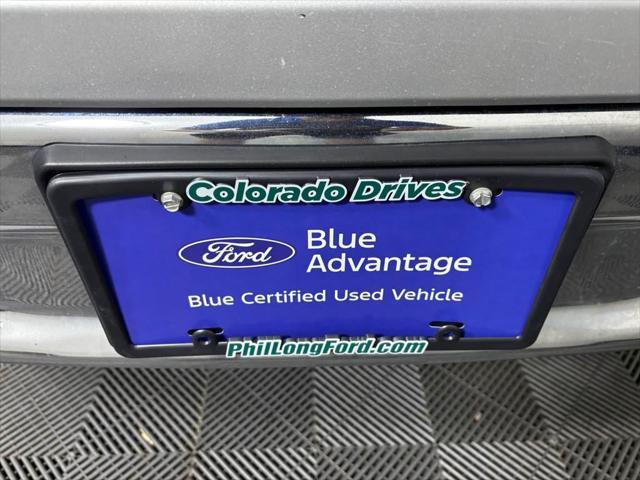 Colorado Drives
Ford
Blue
Advantage
Blue Certified Used Vehicle
PhilLongFord.com